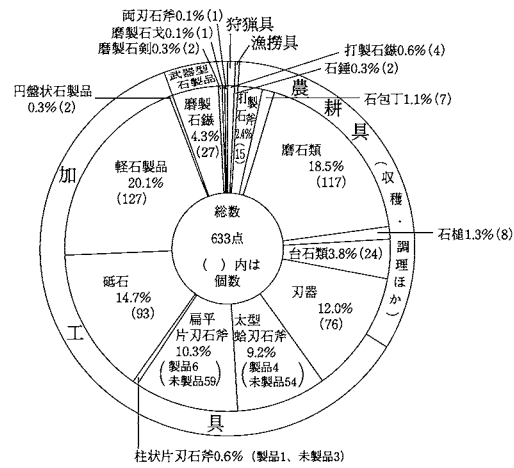 両刃石斧0.1%(1)
磨製石戈0.1%(1)
磨製石剣0.3%(2)
狩猟具
漁撈具
打製石鏃0.6%(4)
石錘0.3%(2)
円盤状石製品
0.3%(2)
武器型
石製品
農耕具
(収穫・調理ほか)
石包丁1.1%(7)
打製石斧
2.4%
(15)
磨製
石鏃
4.3%
(27)
磨石類
18.5%
(117)
軽石製品
20.1%
(127)
石槌1.3%(8)
台石類3.8%(24)
総数
633点
( )内は
個数
砥石
14.7%
(93)
刃器
12.0%
(76)
扁平
片刃石斧
10.3%
(製品6
未製品59)
太型
蛤刃石斧
9.2%
(製品4
未製品54)
加工具
柱状片刃石斧0.6%(製品1、未製品3)